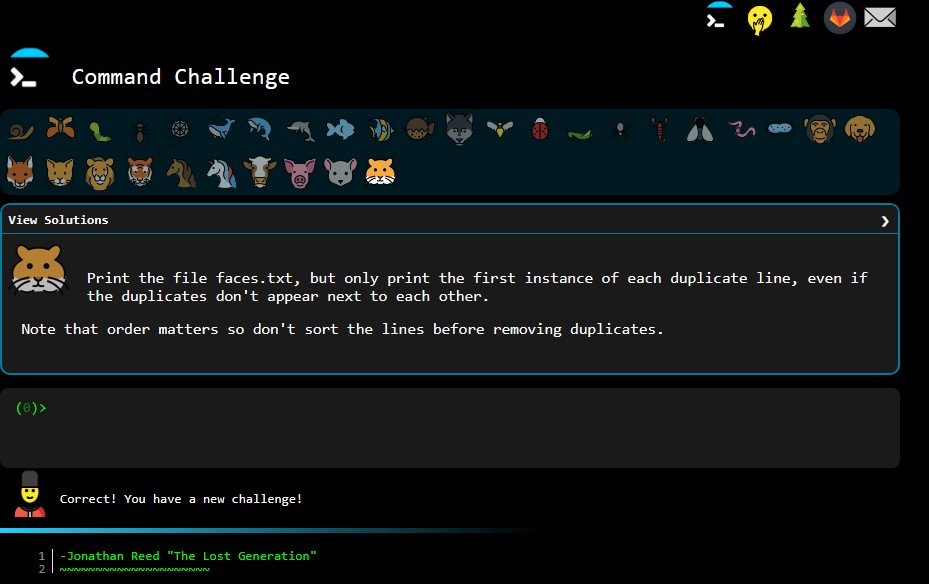 Command Challenge
View Solutions
Print the file faces.txt, but only print the first instance of each duplicate line, even if
the duplicates don't appear next to each other.
Note that order matters so don't sort the lines before removing duplicates.
(0)>
Correct! You have a new challenge!
1 -Jonathan Reed "The Lost Generation"
2 ~~~~~~~~~~~~~~~~~~~~~